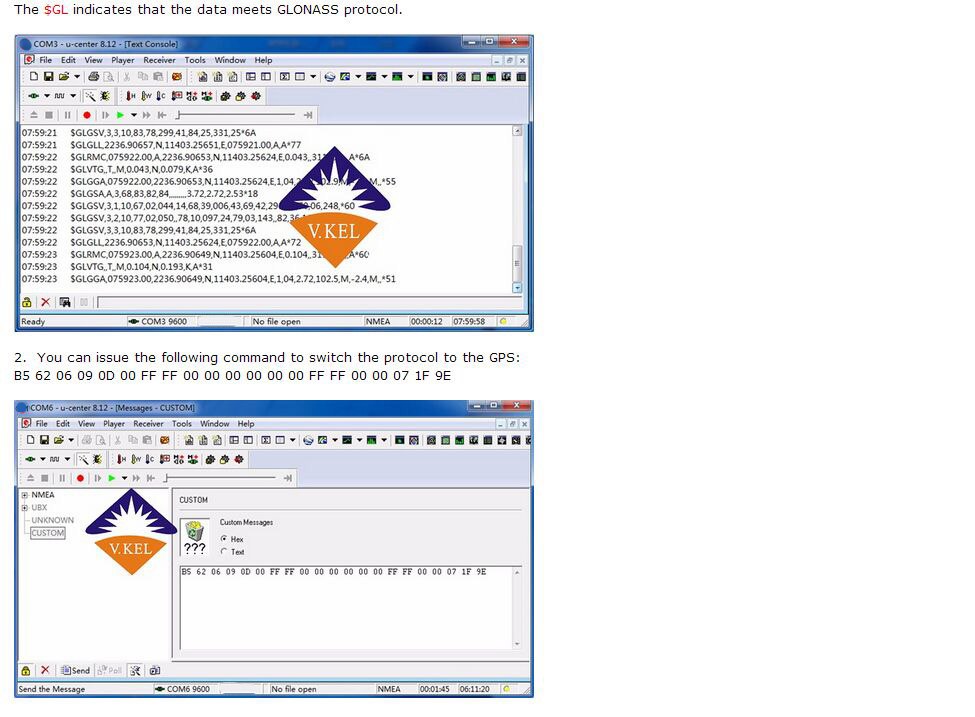 The $GL indicates that the data meets GLONASS protocol.
COM3 - u-center 8.12 - [Text Console]
File Edit View Player Receiver Tools Window Help
07:59:21 $GLGSV,3,3,10,83,78,299,41,84,25,331,25*6A
07:59:21 $GLGLL,2236.90657,N,11403.25651,E,075921.00,A,A*77
07:59:22 $GLRMC,075922.00,A,2236.90653,N,11403.25624,E,0.043,,31 A*6A
07:59:22 $GLVTG,,T,,M,0.043,N,0.079,K,A*36
07:59:22 $GLGGA,075922.00,2236.90653,N,11403.25624,E,1,04,2 *55
07:59:22 $GLGSA,A,3,68,83,82,84,,,,,,,,,3.72,2.72,2.53*18
07:59:22 $GLGSV,3,1,10,67,02,044,14,68,39,006,43,69,42,29 06,248,*60
07:59:22 $GLGSV,3,2,10,77,02,050,,78,10,097,24,79,03,143,,82,36
07:59:22 $GLGSV,3,3,10,83,78,299,41,84,25,331,25*6A
07:59:22 $GLGLL,2236.90653,N,11403.25624,E,075922.00,A,A*72
07:59:23 $GLRMC,075923.00,A,2236.90649,N,11403.25604,E,0.104,,31 A*60
07:59:23 $GLVTG,,T,,M,0.104,N,0.193,K,A*31
07:59:23 $GLGGA,075923.00,2236.90649,N,11403.25604,E,1,04,2.72,102.5,M,-2.4,M,,*51
V.KEL
Ready COM3 9600 No file open NMEA 00:00:12 07:59:58
2. You can issue the following command to switch the protocol to the GPS:
B5 62 06 09 0D 00 FF FF 00 00 00 00 00 00 FF FF 00 00 07 1F 9E
COM6 - u-center 8.12 - [Messages - CUSTOM]
File Edit View Player Receiver Tools Window Help
NMEA
UBX
UNKNOWN
CUSTOM
V.KEL
CUSTOM
Custom Messages
Hex
Text
???
B5 62 06 09 0D 00 FF FF 00 00 00 00 00 00 FF FF 00 00 07 1F 9E
Send Poll
Send the Message COM6 9600 No file open NMEA 00:01:45 06:11:20